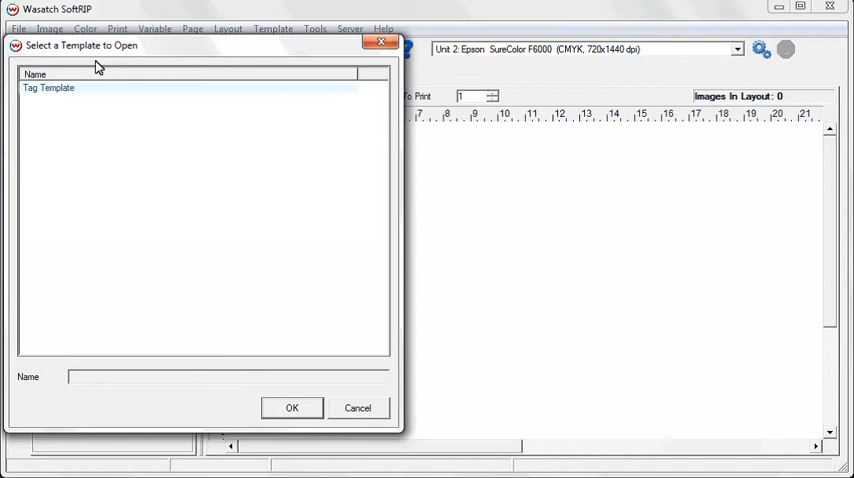 Wasatch SoftRIP
File Image Color Print Variable Page Layout Template Tools Server Help
Select a Template to Open
Unit 2: Epson SureColor F6000 (CMYK, 720x1440 dpi)
Name
Tag Template
To Print 1 Images In Layout: 0
7 8 9 10 11 12 13 14 15 16 17 18 19 20 21
Name
OK Cancel